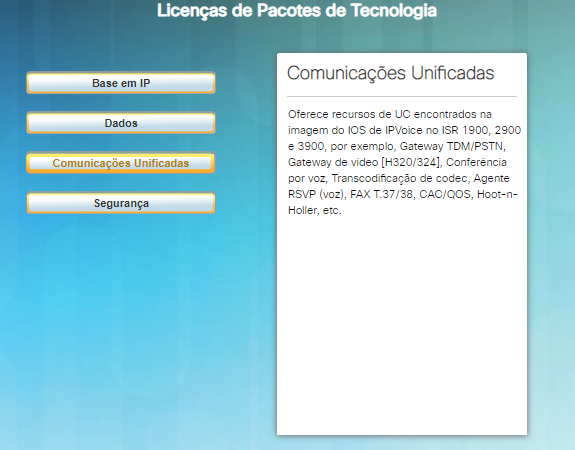 Licenças de Pacotes de Tecnologia
Base em IP
Dados
Comunicações Unificadas
Segurança
Comunicações Unificadas
Oferece recursos de UC encontrados na
imagem do IOS de IPVoice no ISR 1900, 2900
e 3900, por exemplo, Gateway TDM/PSTN,
Gateway de vídeo [H320/324], Conferência
por voz, Transcodificação de codec, Agente
RSVP (voz), FAX T.37/38, CAC/QOS, Hoot-n-
Holler, etc.